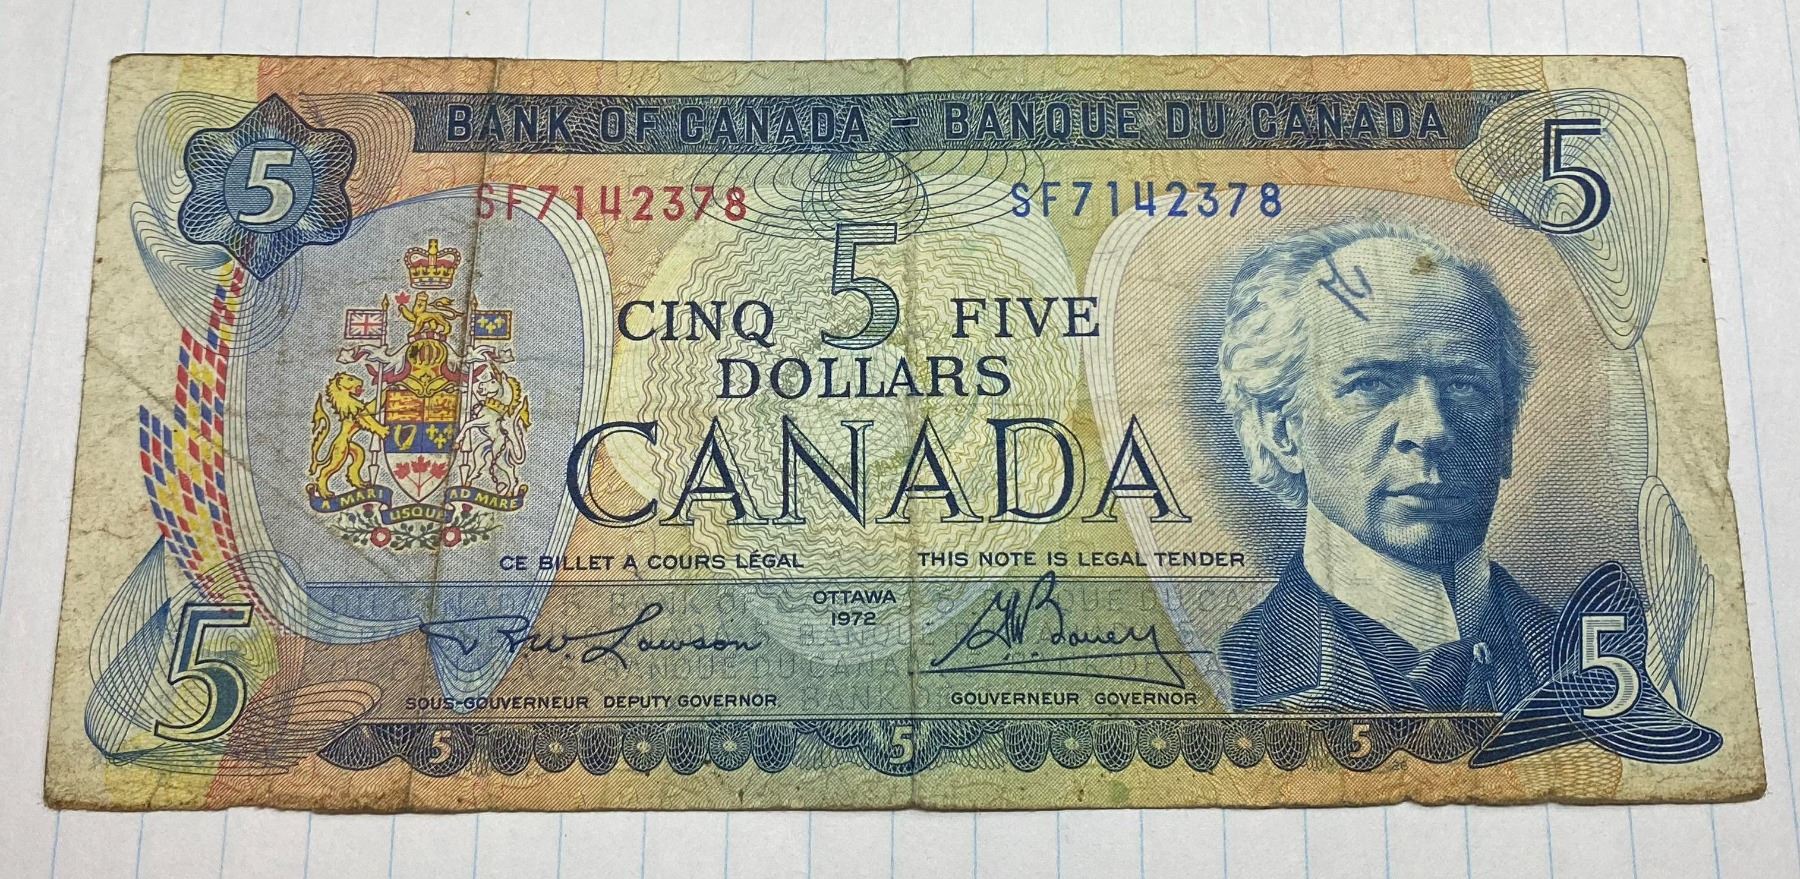 BANK OF CANADA – BANQUE DU CANADA
5
5
SF7142378
SF7142378
5
CINQ
FIVE
DOLLARS
CANADA
A MARI USQUE AD MARE
CE BILLET A COURS LÉGAL
THIS NOTE IS LEGAL TENDER
OTTAWA
1972
R.W. Lawson
G.K. Bouey
SOUS-GOUVERNEUR DEPUTY GOVERNOR
GOUVERNEUR GOVERNOR
5
5
5
5
5